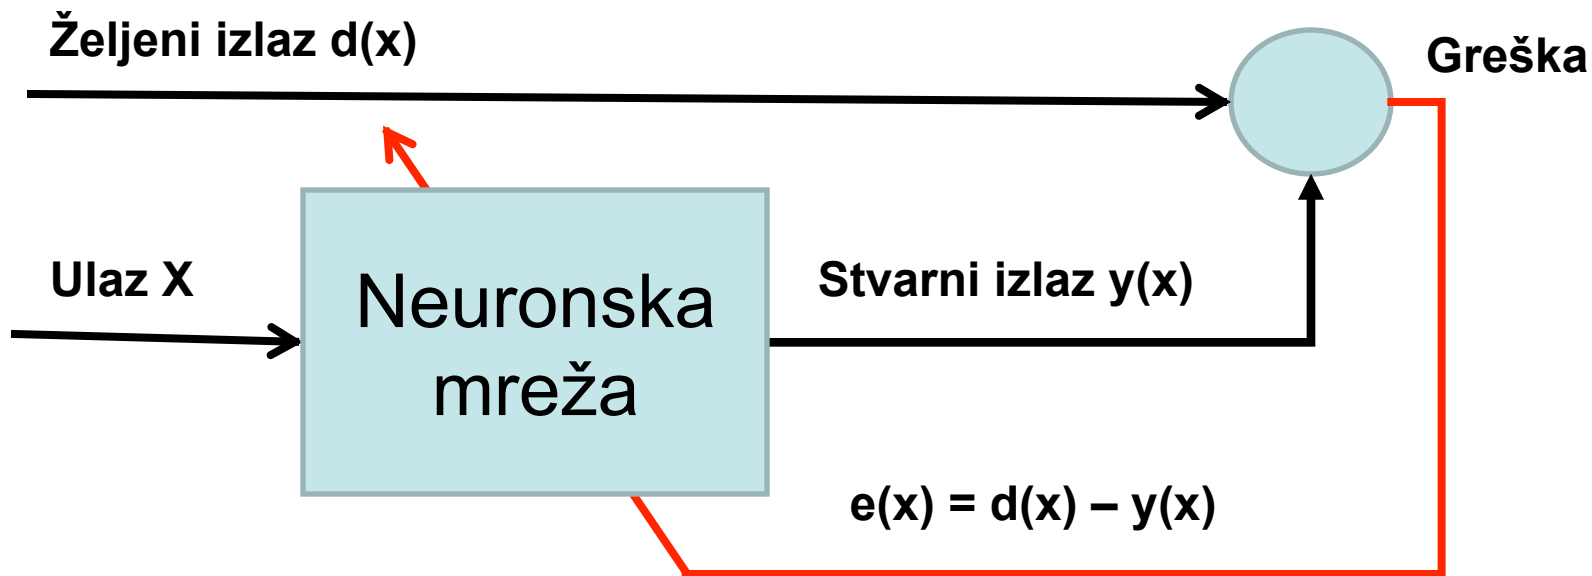 Željeni izlaz d(x)
Greška
Ulaz X
Neuronska
mreža
Stvarni izlaz y(x)
e(x) = d(x) – y(x)